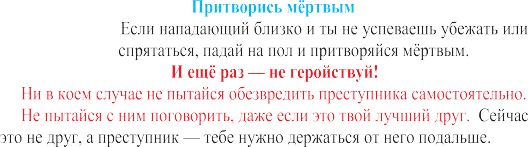 Притворись мёртвым
Если нападающий близко и ты не успеваешь убежать или
спрятаться, падай на пол и притворяйся мёртвым.
И ещё раз — не геройствуй!
Ни в коем случае не пытайся обезвредить преступника самостоятельно.
Не пытайся с ним поговорить, даже если это твой лучший друг. Сейчас
это не друг, а преступник — тебе нужно держаться от него подальше.